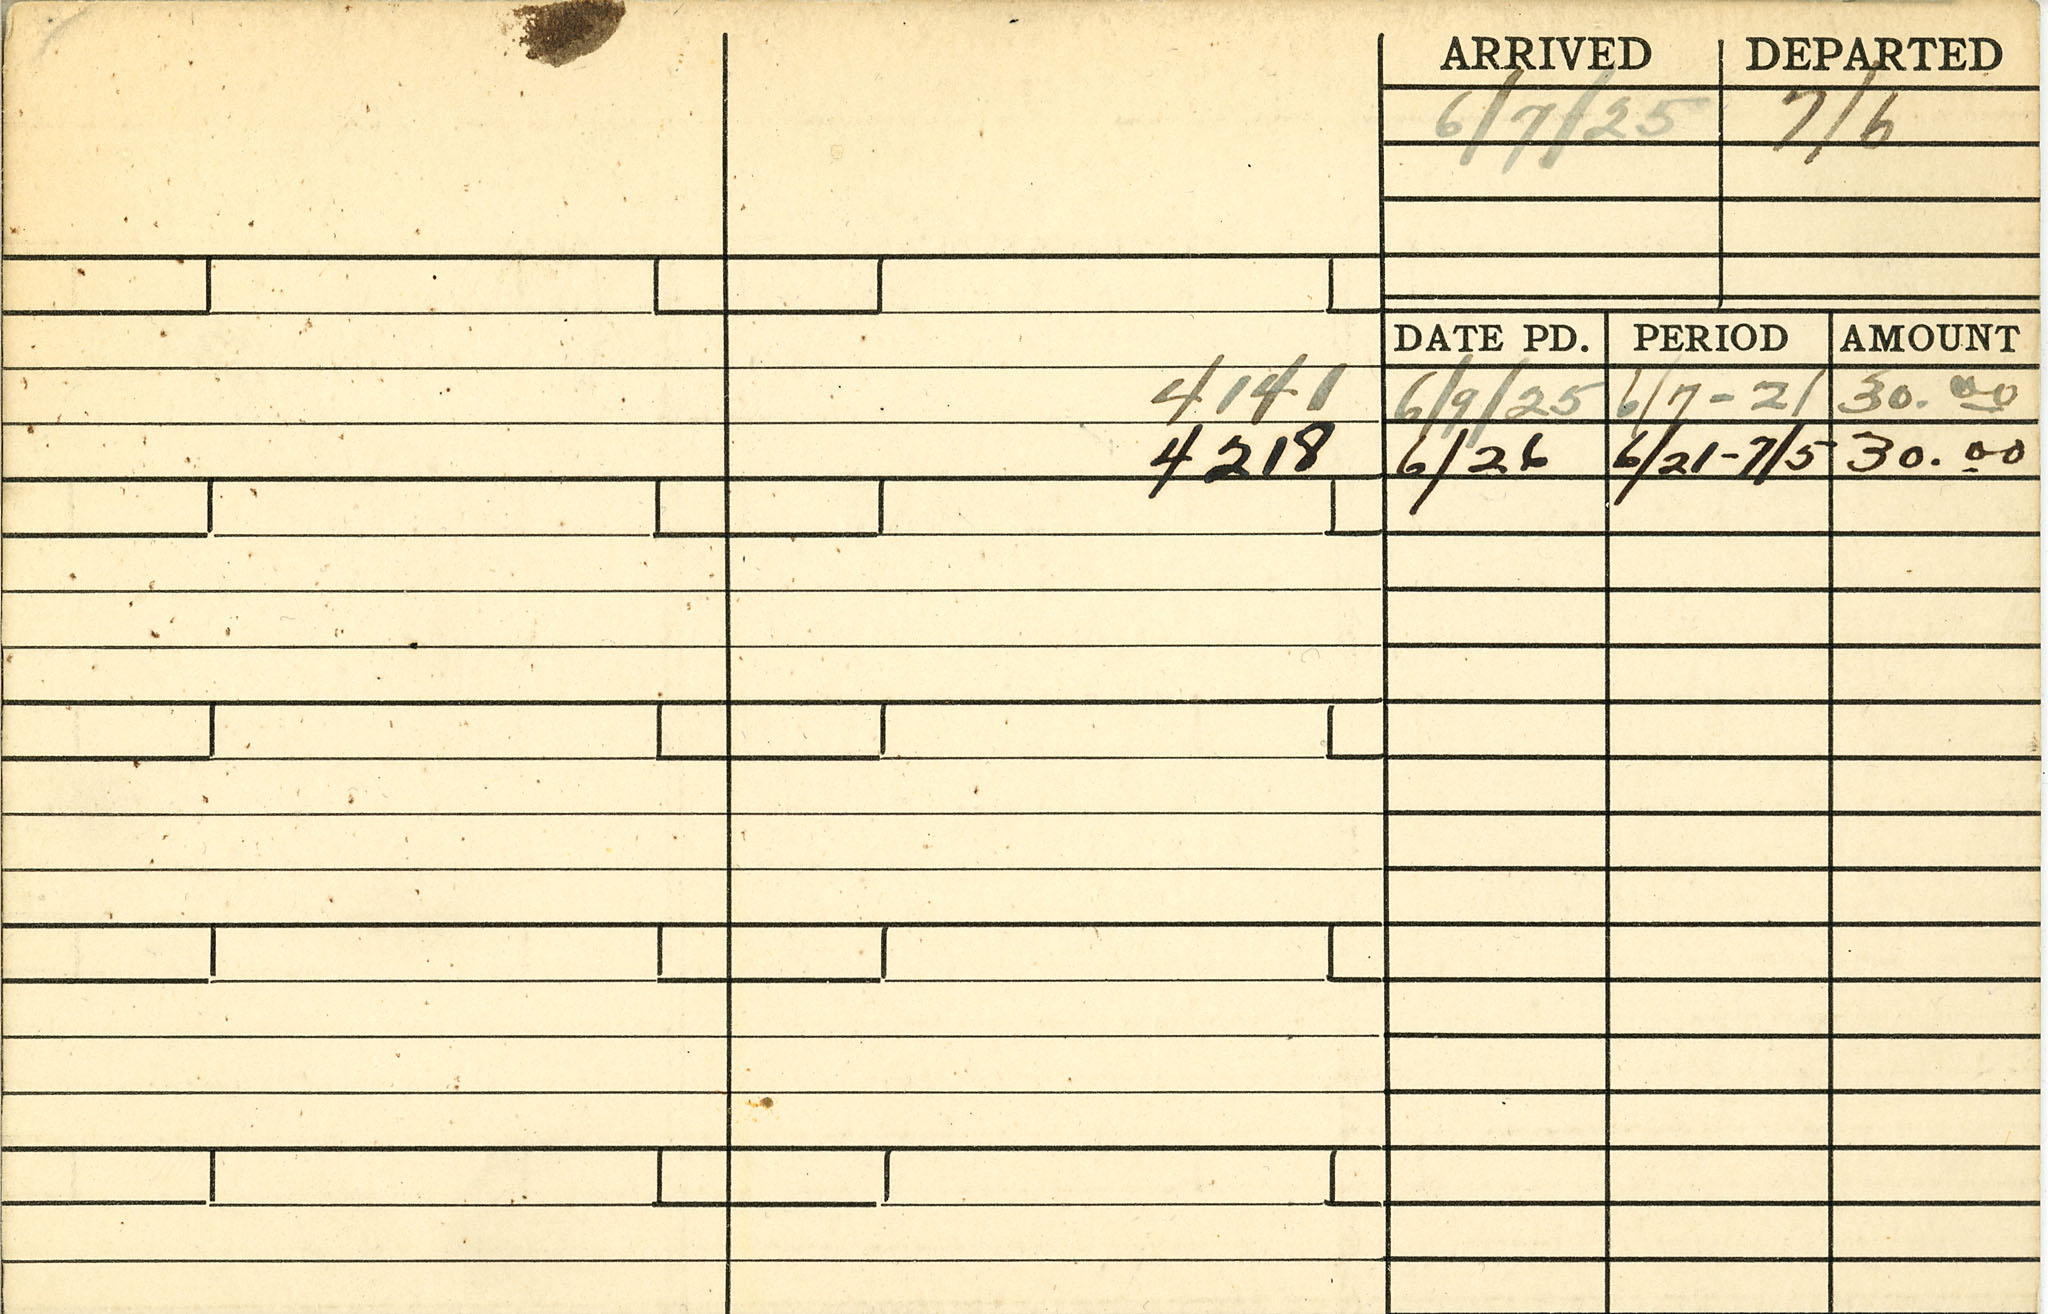 ARRIVED DEPARTED
6/7/25 7/6
DATE PD. PERIOD AMOUNT
4141 6/9/25 6/7-21 30.00
4218 6/26 6/21-7/5 30.00